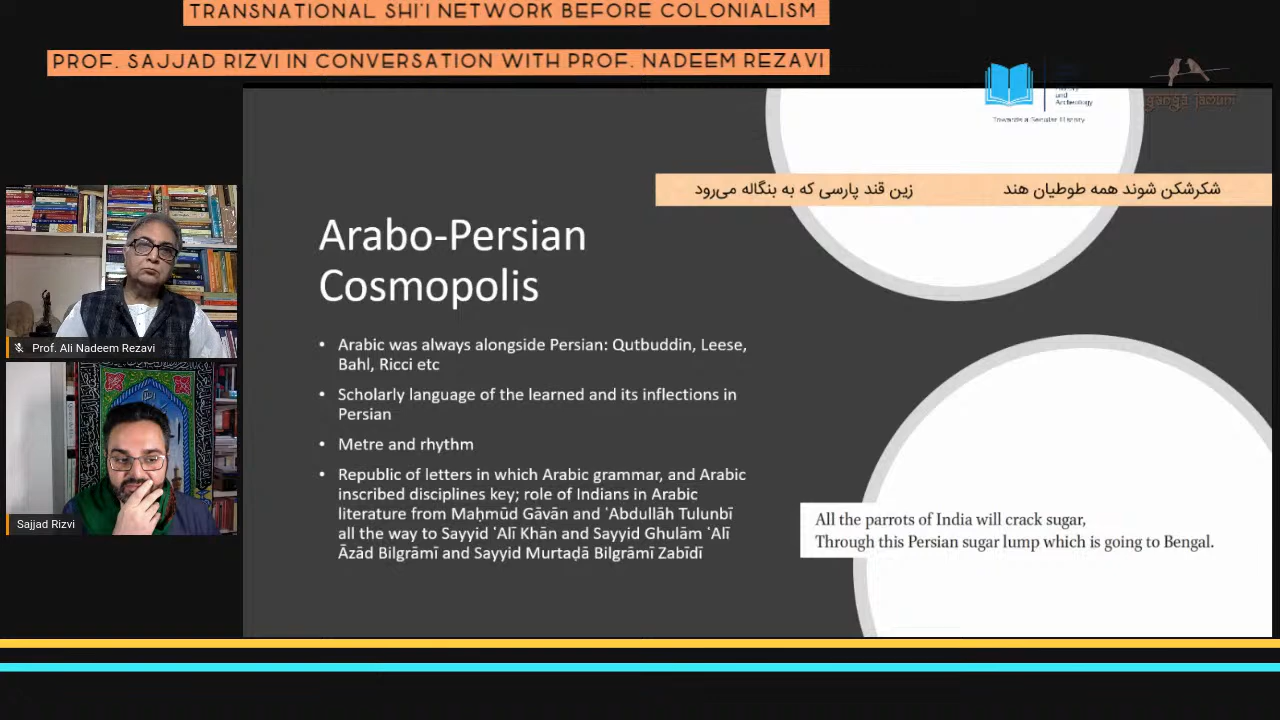 TRANSNATIONAL SHI'I NETWORK BEFORE COLONIALISM
PROF. SAJJAD RIZVI IN CONVERSATION WITH PROF. NADEEM REZAVI
and
Archeology
Towards a Secular History
ganga jamuni
شکرشکن شوند همه طوطیان هند زین قند پارسی که به بنگاله می‌رود
Arabo-Persian
Cosmopolis
• Arabic was always alongside Persian: Qutbuddin, Leese,
Bahl, Ricci etc
• Scholarly language of the learned and its inflections in
Persian
• Metre and rhythm
• Republic of letters in which Arabic grammar, and Arabic
inscribed disciplines key; role of Indians in Arabic
literature from Maḥmūd Gāvān and ʿAbdullāh Tulunbī
all the way to Sayyid ʿAlī Khān and Sayyid Ghulām ʿAlī
Āzād Bilgrāmī and Sayyid Murtaḍā Bilgrāmī Zabīdī
All the parrots of India will crack sugar,
Through this Persian sugar lump which is going to Bengal.
Prof. Ali Nadeem Rezavi
Sajjad Rizvi